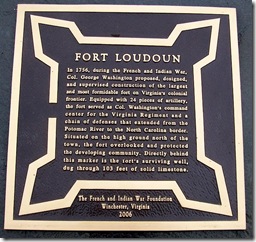 FORT LOUDOUN
In 1756, during the French and Indian War,
Col. George Washington proposed, designed,
and supervised construction of the largest
and most formidable fort on Virginia's colonial
frontier. Equipped with 24 pieces of artillery,
the fort served as Col. Washington's command
center for the Virginia Regiment and a
chain of defenses that extended from the
Potomac River to the North Carolina border.
Situated on the high ground north of the
town, the fort overlooked and protected
the developing community. Directly behind
this marker is the fort's surviving well,
dug through 103 feet of solid limestone.
The French and Indian War Foundation
Winchester, Virginia
2006